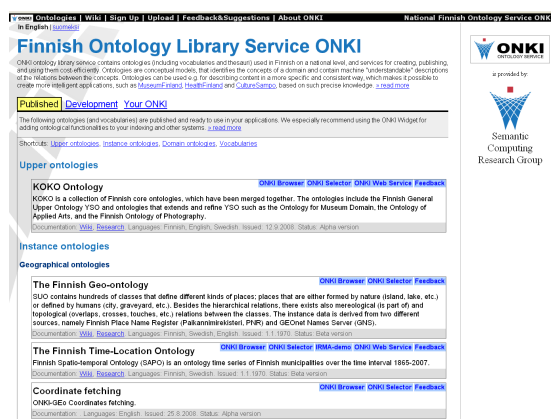 ONKI Ontologies | Wiki | Sign Up | Upload | Feedback&Suggestions | About ONKI National Finnish Ontology Service ONK
In English | suomeksi
Finnish Ontology Library Service ONKI
ONKI ontology library service contains ontologies (including vocabularies and thesauri) used in Finnish on a national level, and services for creating, publishing,
and using them cost-efficiently. Ontologies are conceptual models, that identifies the concepts of a domain and contain machine "understandable" descriptions
of the relations between the concepts. Ontologies can be used e.g. for describing content in a more specific and consistent way, which makes it possible to
create more intelligent applications, such as MuseumFinland, HealthFinland and CultureSampo, based on such precise knowledge. » read more
Published Development Your ONKI
The following ontologies (and vocabularies) are published and ready to use in your applications. We especially recommend using the ONKI Widget for
adding ontological functionalities to your indexing and other systems. » read more
Shortcuts: Upper ontologies, Instance ontologies, Domain ontologies, Vocabularies
Upper ontologies
KOKO Ontology ONKI Browser ONKI Selector ONKI Web Service Feedback
KOKO is a collection of Finnish core ontologies, which have been merged together. The ontologies include the Finnish General
Upper Ontology YSO and ontologies that extends and refine YSO such as the Ontology for Museum Domain, the Ontology of
Applied Arts, and the Finnish Ontology of Photography.
Documentation: Wiki, Research. Languages: Finnish, English, Swedish. Issued: 12.9.2008. Status: Alpha version
Instance ontologies
Geographical ontologies
The Finnish Geo-ontology ONKI Browser ONKI Selector Feedback
SUO contains hundreds of classes that define different kinds of places; places that are either formed by nature (island, lake, etc.)
or defined by humans (city, graveyard, etc.). Besides the hierarchical relations, there exists also mereological (is part of) and
topological (overlaps, crosses, touches, etc.) relations between the classes. The instance data is derived from two different
sources, namely Finnish Place Name Register (Paikannimirekisteri, PNR) and GEOnet Names Server (GNS).
Documentation: Wiki, Research. Languages: Finnish, Swedish. Issued: 1.1.1970. Status: Beta version
The Finnish Time-Location Ontology ONKI Browser ONKI Selector IRMA-demo ONKI Web Service Feedback
Finnish Spatio-temporal Ontology (SAPO) is an ontology time series of Finnish municipalities over the time interval 1865-2007.
Documentation: Wiki, Research. Languages: Finnish, Swedish. Issued: 1.1.1970. Status: Beta version
Coordinate fetching ONKI Browser ONKI Selector Feedback
ONKI-GEo Coordinates fetching.
Documentation: . Languages: English. Issued: 25.8.2008. Status: Alpha version
ONKI
ONTOLOGY SERVICE
is provided by:
Semantic
Computing
Research Group